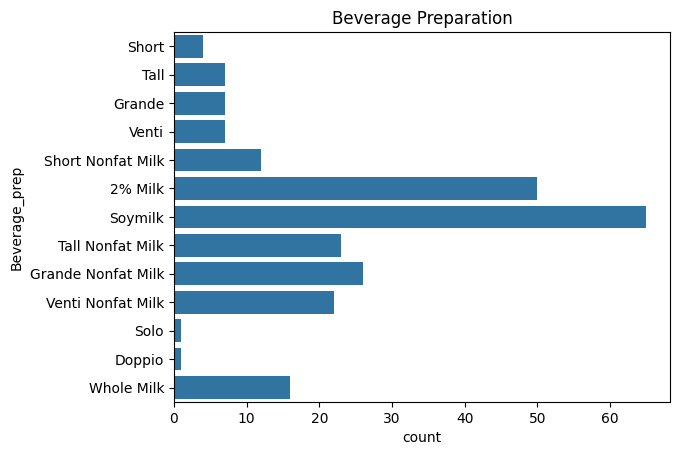 Beverage Preparation
Beverage_prep
Short
Tall
Grande
Venti
Short Nonfat Milk
2% Milk
Soymilk
Tall Nonfat Milk
Grande Nonfat Milk
Venti Nonfat Milk
Solo
Doppio
Whole Milk
0 10 20 30 40 50 60
count